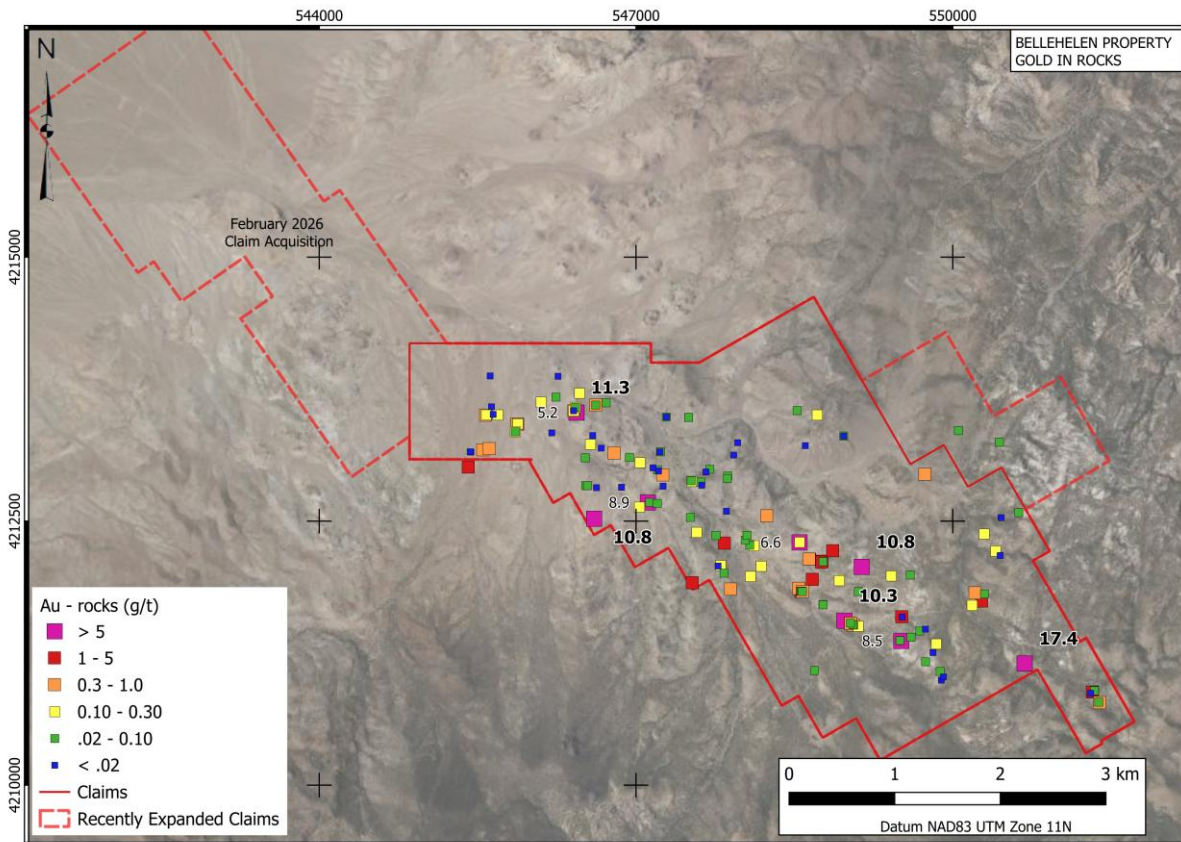 544000
547000
550000
N
BELLEHELEN PROPERTY
GOLD IN ROCKS
February 2026
Claim Acquisition
4215000
11.3
5.2
4212500
8.9
10.8
6.6
10.8
10.3
8.5
17.4
Au - rocks (g/t)
> 5
1 - 5
0.3 - 1.0
0.10 - 0.30
.02 - 0.10
< .02
Claims
Recently Expanded Claims
4210000
0 1 2 3 km
Datum NAD83 UTM Zone 11N